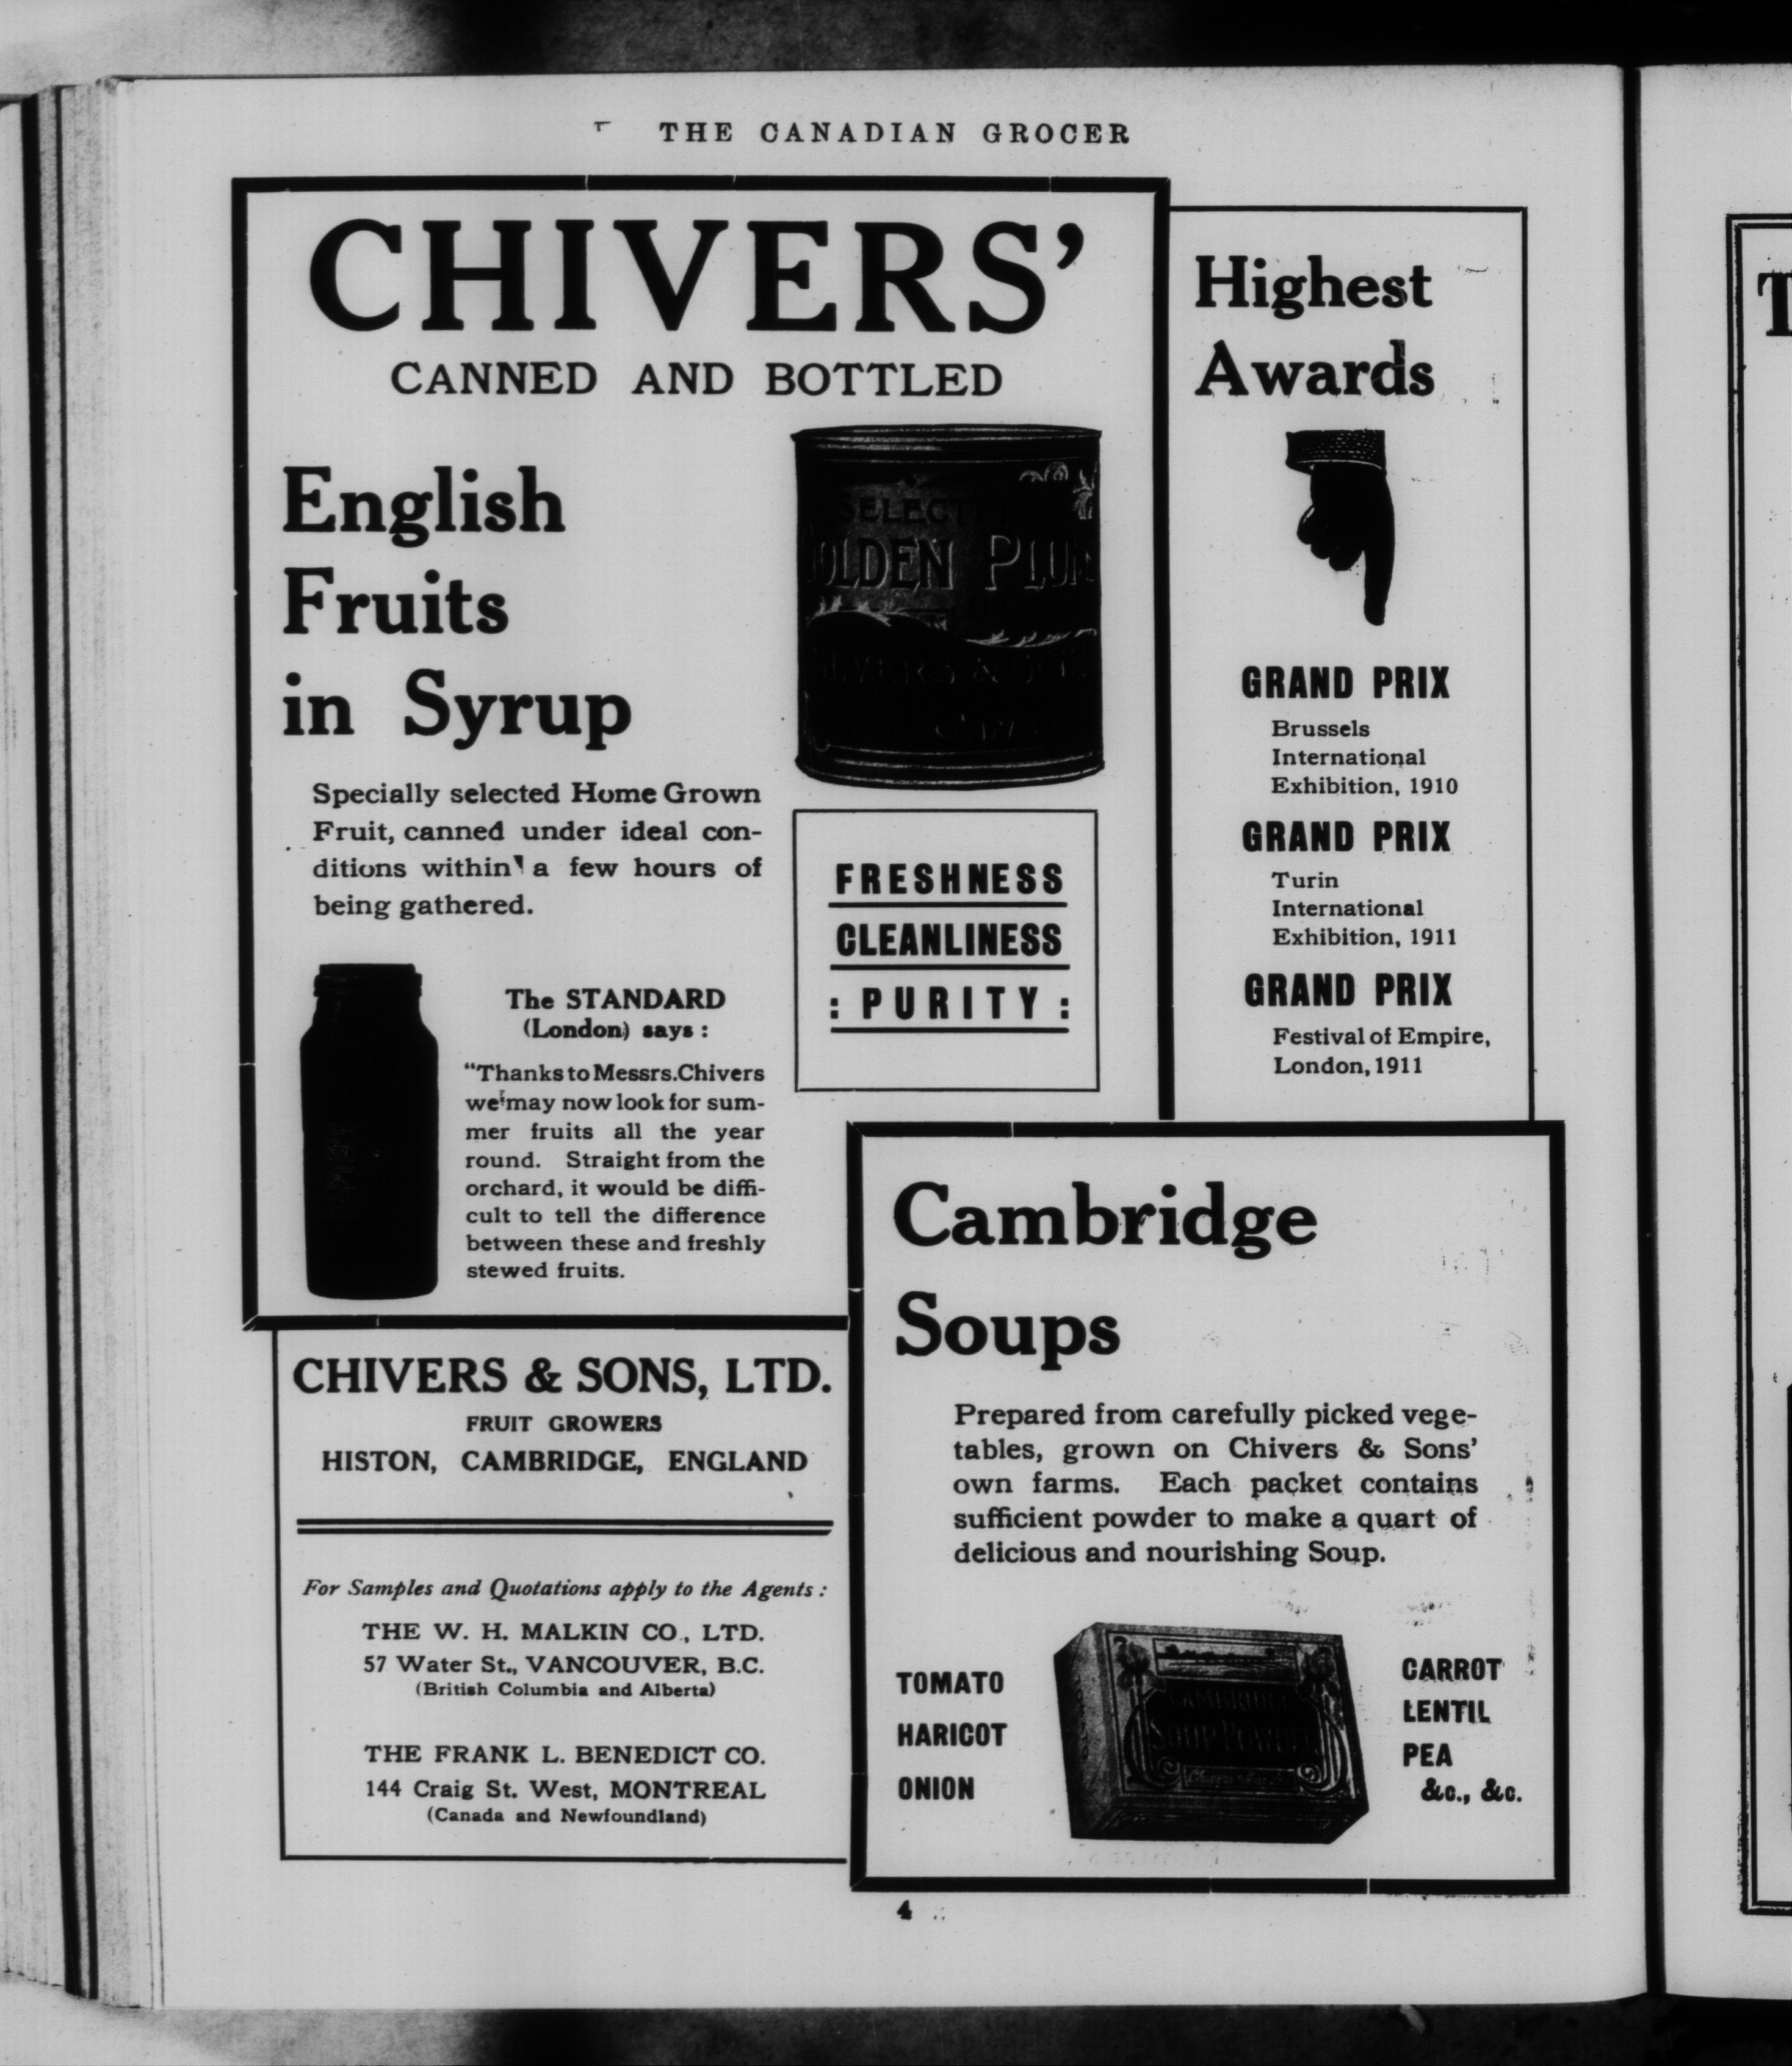 THE CANADIAN GROCER
CHIVERS'
CANNED AND BOTTLED
English
Fruits
in Syrup
Specially selected Home Grown
Fruit, canned under ideal con-
ditions within a few hours of
being gathered.
The STANDARD
(London) says :
"Thanks to Messrs. Chivers
we may now look for sum-
mer fruits all the year
round. Straight from the
orchard, it would be diffi-
cult to tell the difference
between these and freshly
stewed fruits.
SELECTED
OLDEN PLUM
FRESHNESS
CLEANLINESS
: PURITY :
Highest
Awards
GRAND PRIX
Brussels
International
Exhibition, 1910
GRAND PRIX
Turin
International
Exhibition, 1911
GRAND PRIX
Festival of Empire,
London, 1911
CHIVERS & SONS, LTD.
FRUIT GROWERS
HISTON, CAMBRIDGE, ENGLAND
For Samples and Quotations apply to the Agents :
THE W. H. MALKIN CO., LTD.
57 Water St., VANCOUVER, B.C.
(British Columbia and Alberta)
THE FRANK L. BENEDICT CO.
144 Craig St. West, MONTREAL
(Canada and Newfoundland)
Cambridge
Soups
Prepared from carefully picked vege-
tables, grown on Chivers & Sons'
own farms. Each packet contains
sufficient powder to make a quart of
delicious and nourishing Soup.
TOMATO
HARICOT
ONION
CAMBRIDGE
SOUP POWDER
CARROT
LENTIL
PEA
&c., &c.
4